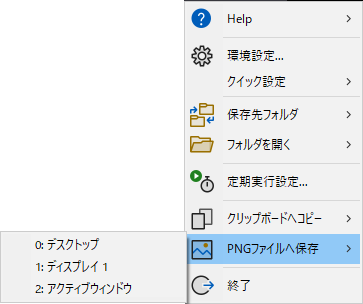 Help
環境設定...
クイック設定
保存先フォルダ
フォルダを開く
定期実行設定...
クリップボードへコピー
PNGファイルへ保存
0: デスクトップ
1: ディスプレイ 1
2: アクティブウィンドウ
終了